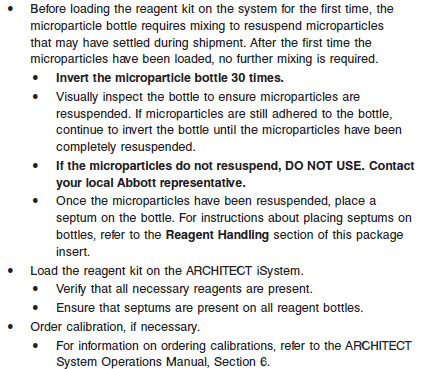 • Before loading the reagent kit on the system for the first time, the
microparticle bottle requires mixing to resuspend microparticles
that may have settled during shipment. After the first time the
microparticles have been loaded, no further mixing is required.
• Invert the microparticle bottle 30 times.
• Visually inspect the bottle to ensure microparticles are
resuspended. If microparticles are still adhered to the bottle,
continue to invert the bottle until the microparticles have been
completely resuspended.
• If the microparticles do not resuspend, DO NOT USE. Contact
your local Abbott representative.
• Once the microparticles have been resuspended, place a
septum on the bottle. For instructions about placing septums on
bottles, refer to the Reagent Handling section of this package
insert.
• Load the reagent kit on the ARCHITECT iSystem.
• Verify that all necessary reagents are present.
• Ensure that septums are present on all reagent bottles.
• Order calibration, if necessary.
• For information on ordering calibrations, refer to the ARCHITECT
System Operations Manual, Section 6.